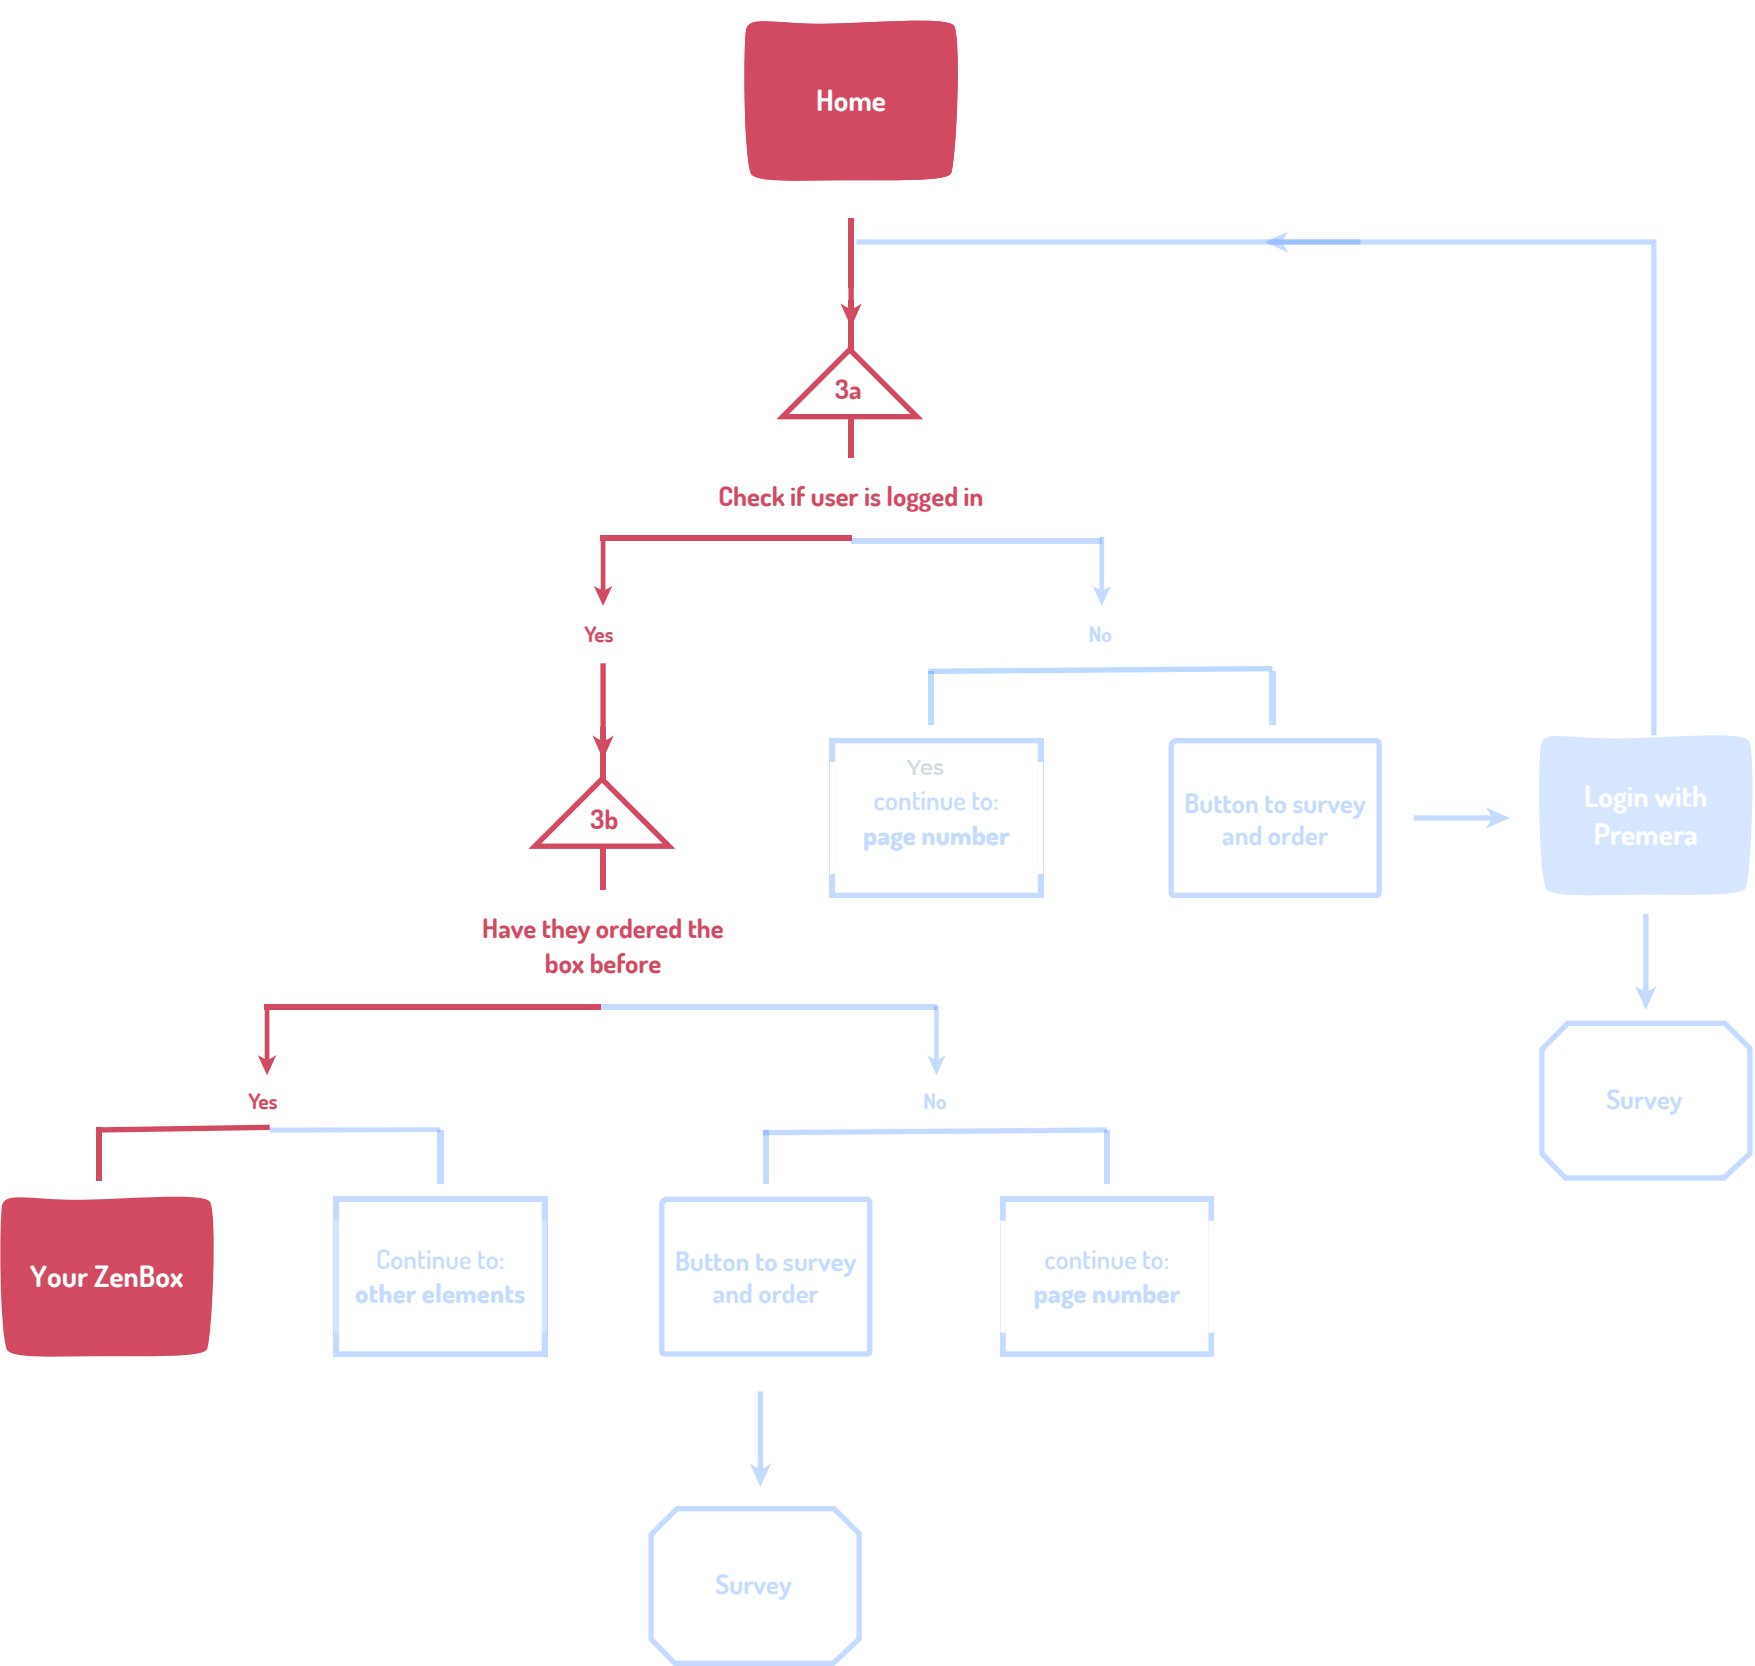 Home
3a
Check if user is logged in
Yes
No
3b
Yes
continue to:
page number
Button to survey
and order
Login with
Premera
Have they ordered the
box before
Yes
No
Survey
Your ZenBox
Continue to:
other elements
Button to survey
and order
continue to:
page number
Survey